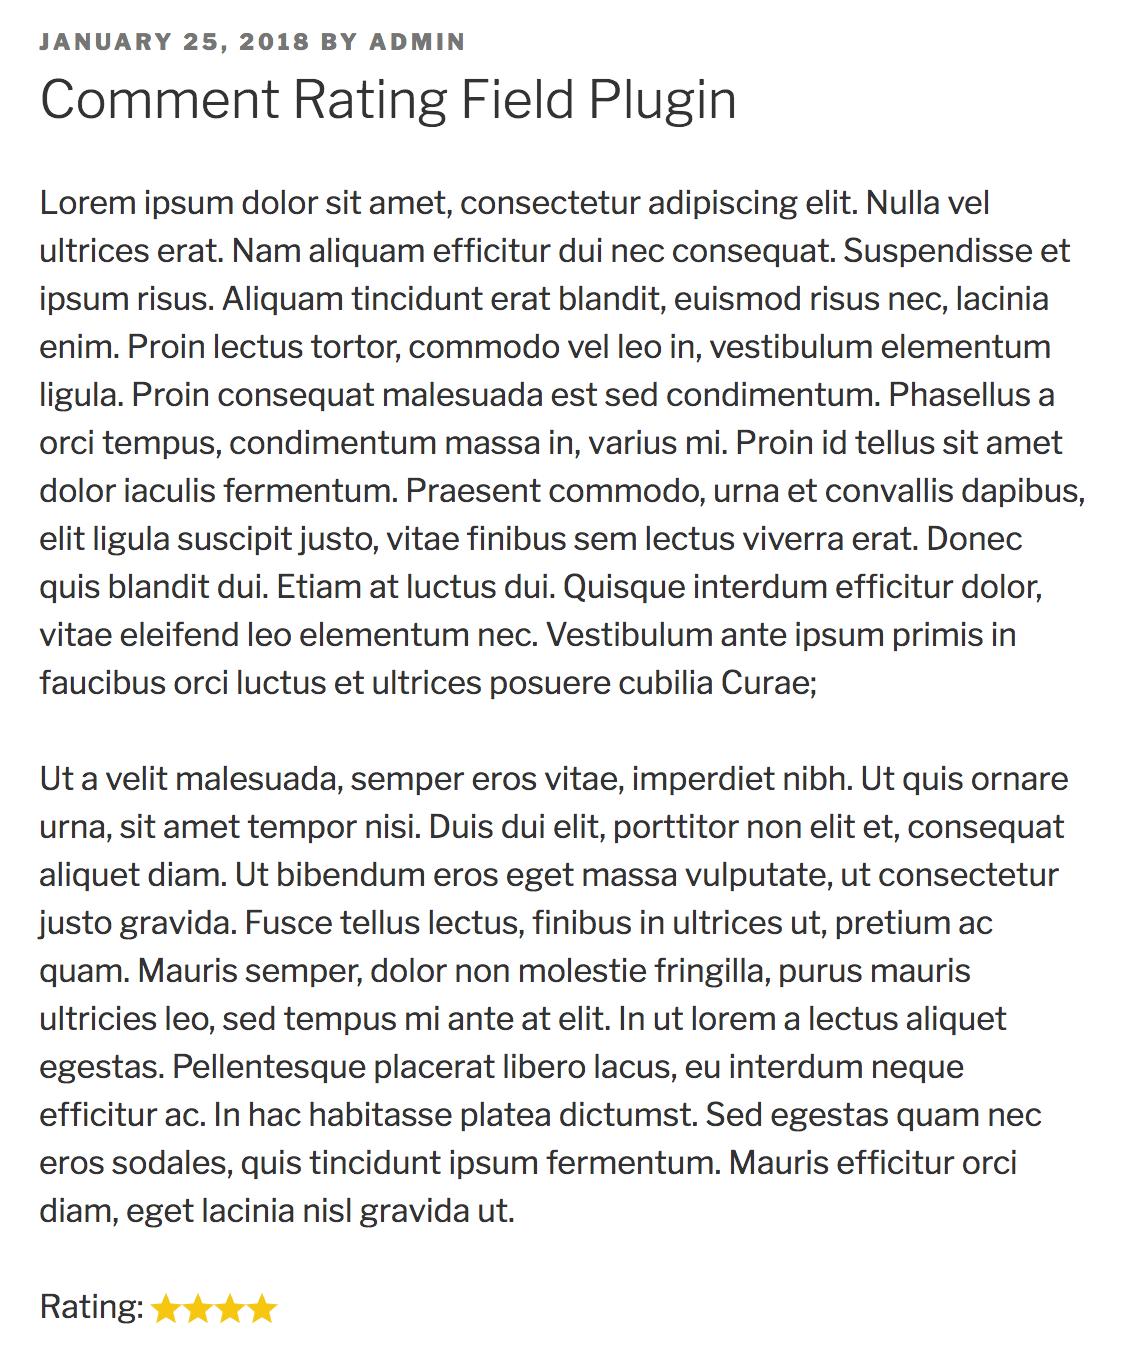 JANUARY 25, 2018 BY ADMIN
Comment Rating Field Plugin
Lorem ipsum dolor sit amet, consectetur adipiscing elit. Nulla vel
ultrices erat. Nam aliquam efficitur dui nec consequat. Suspendisse et
ipsum risus. Aliquam tincidunt erat blandit, euismod risus nec, lacinia
enim. Proin lectus tortor, commodo vel leo in, vestibulum elementum
ligula. Proin consequat malesuada est sed condimentum. Phasellus a
orci tempus, condimentum massa in, varius mi. Proin id tellus sit amet
dolor iaculis fermentum. Praesent commodo, urna et convallis dapibus,
elit ligula suscipit justo, vitae finibus sem lectus viverra erat. Donec
quis blandit dui. Etiam at luctus dui. Quisque interdum efficitur dolor,
vitae eleifend leo elementum nec. Vestibulum ante ipsum primis in
faucibus orci luctus et ultrices posuere cubilia Curae;
Ut a velit malesuada, semper eros vitae, imperdiet nibh. Ut quis ornare
urna, sit amet tempor nisi. Duis dui elit, porttitor non elit et, consequat
aliquet diam. Ut bibendum eros eget massa vulputate, ut consectetur
justo gravida. Fusce tellus lectus, finibus in ultrices ut, pretium ac
quam. Mauris semper, dolor non molestie fringilla, purus mauris
ultricies leo, sed tempus mi ante at elit. In ut lorem a lectus aliquet
egestas. Pellentesque placerat libero lacus, eu interdum neque
efficitur ac. In hac habitasse platea dictumst. Sed egestas quam nec
eros sodales, quis tincidunt ipsum fermentum. Mauris efficitur orci
diam, eget lacinia nisl gravida ut.
Rating: